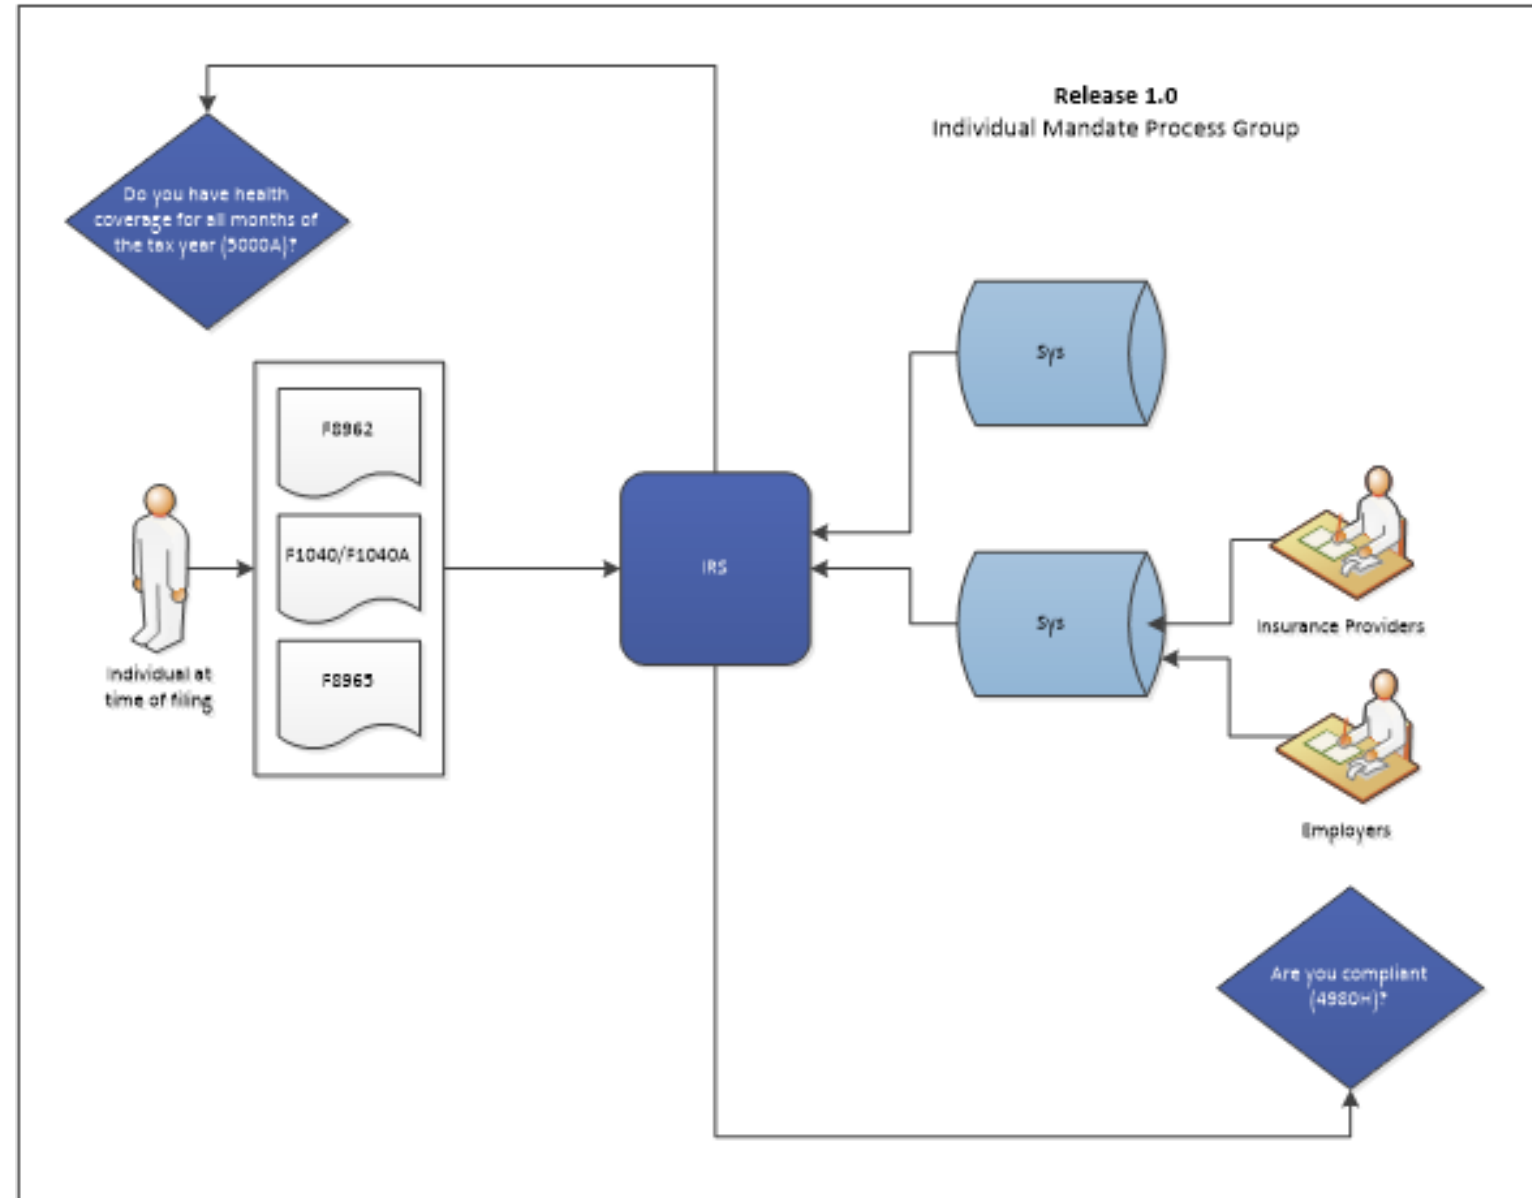 Release 1.0
Individual Mandate Process Group
Do you have health
coverage for all months of
the tax year (5000A)?
Sys
F8962
F1040/F1040A
F8965
IRS
Sys
Insurance Providers
Individual at
time of filing
Employers
Are you compliant
(4980H)?